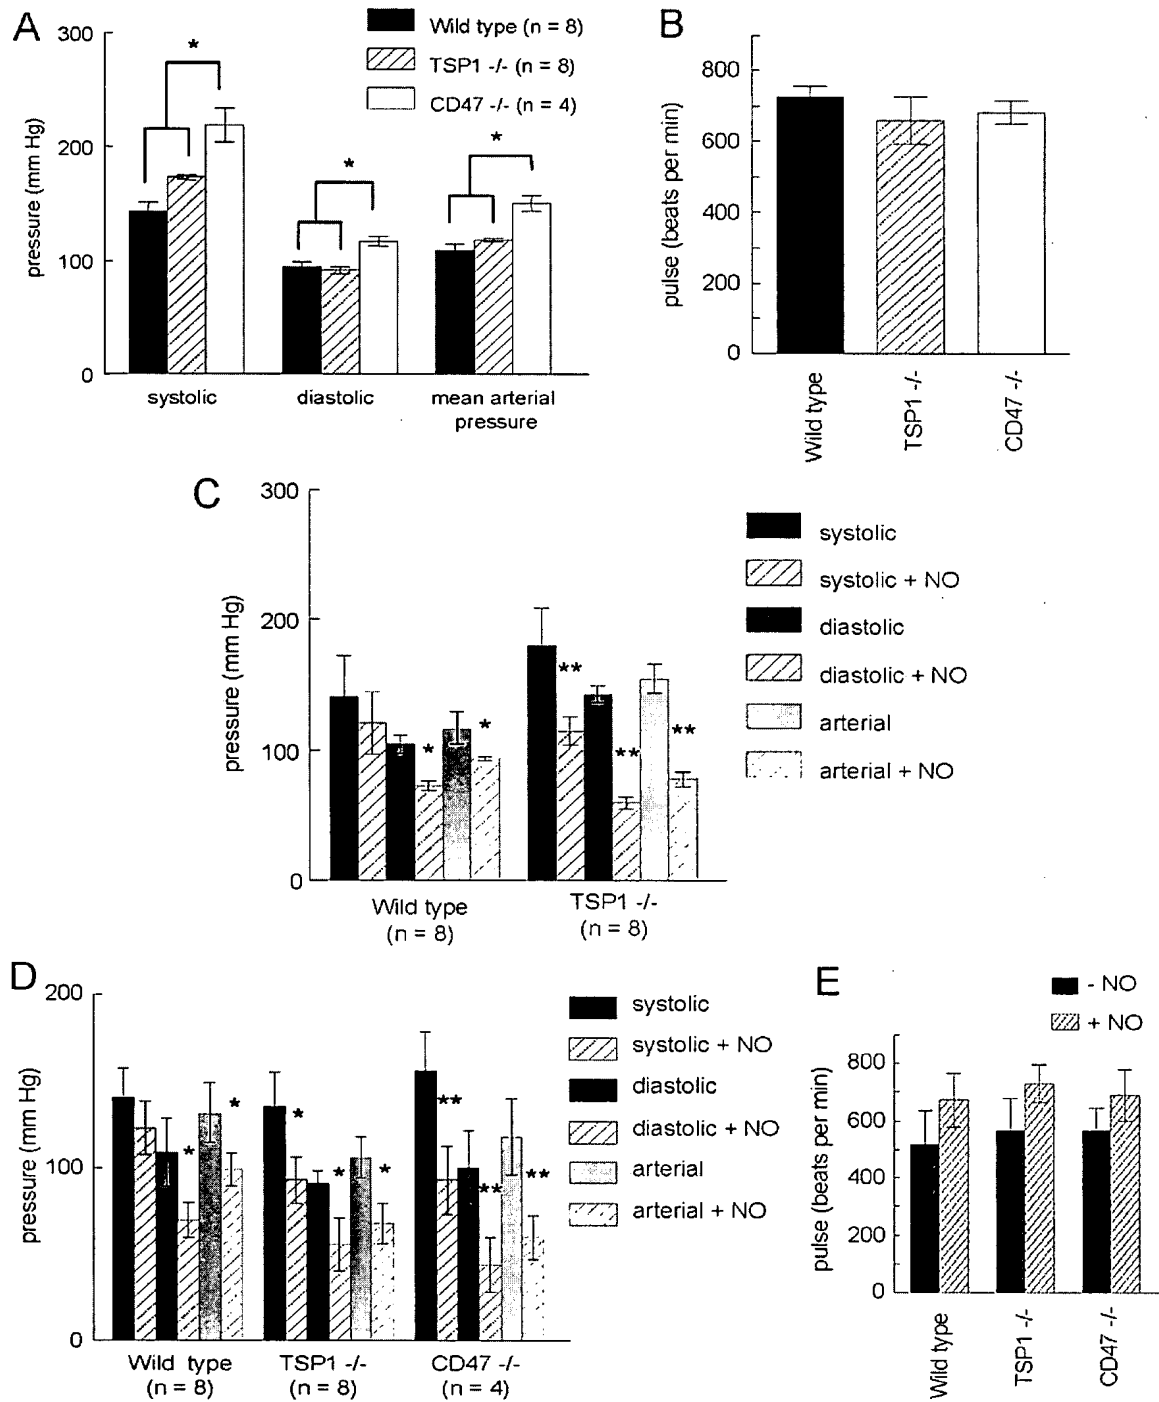 A
300
200
100
0
pressure (mm Hg)
Wild type (n = 8)
TSP1 -/- (n = 8)
CD47 -/- (n = 4)
*
*
*
systolic
diastolic
mean arterial
pressure
B
800
600
400
200
0
pulse (beats per min)
Wild type
TSP1 -/-
CD47 -/-
C
300
200
100
0
pressure (mm Hg)
systolic
systolic + NO
diastolic
diastolic + NO
arterial
arterial + NO
*
*
**
**
**
Wild type
(n = 8)
TSP1 -/-
(n = 8)
D
200
100
0
pressure (mm Hg)
systolic
systolic + NO
diastolic
diastolic + NO
arterial
arterial + NO
*
*
*
*
*
**
**
**
Wild type
(n = 8)
TSP1 -/-
(n = 8)
CD47 -/-
(n = 4)
E
- NO
+ NO
800
600
400
200
0
pulse (beats per min)
Wild type
TSP1 -/-
CD47 -/-